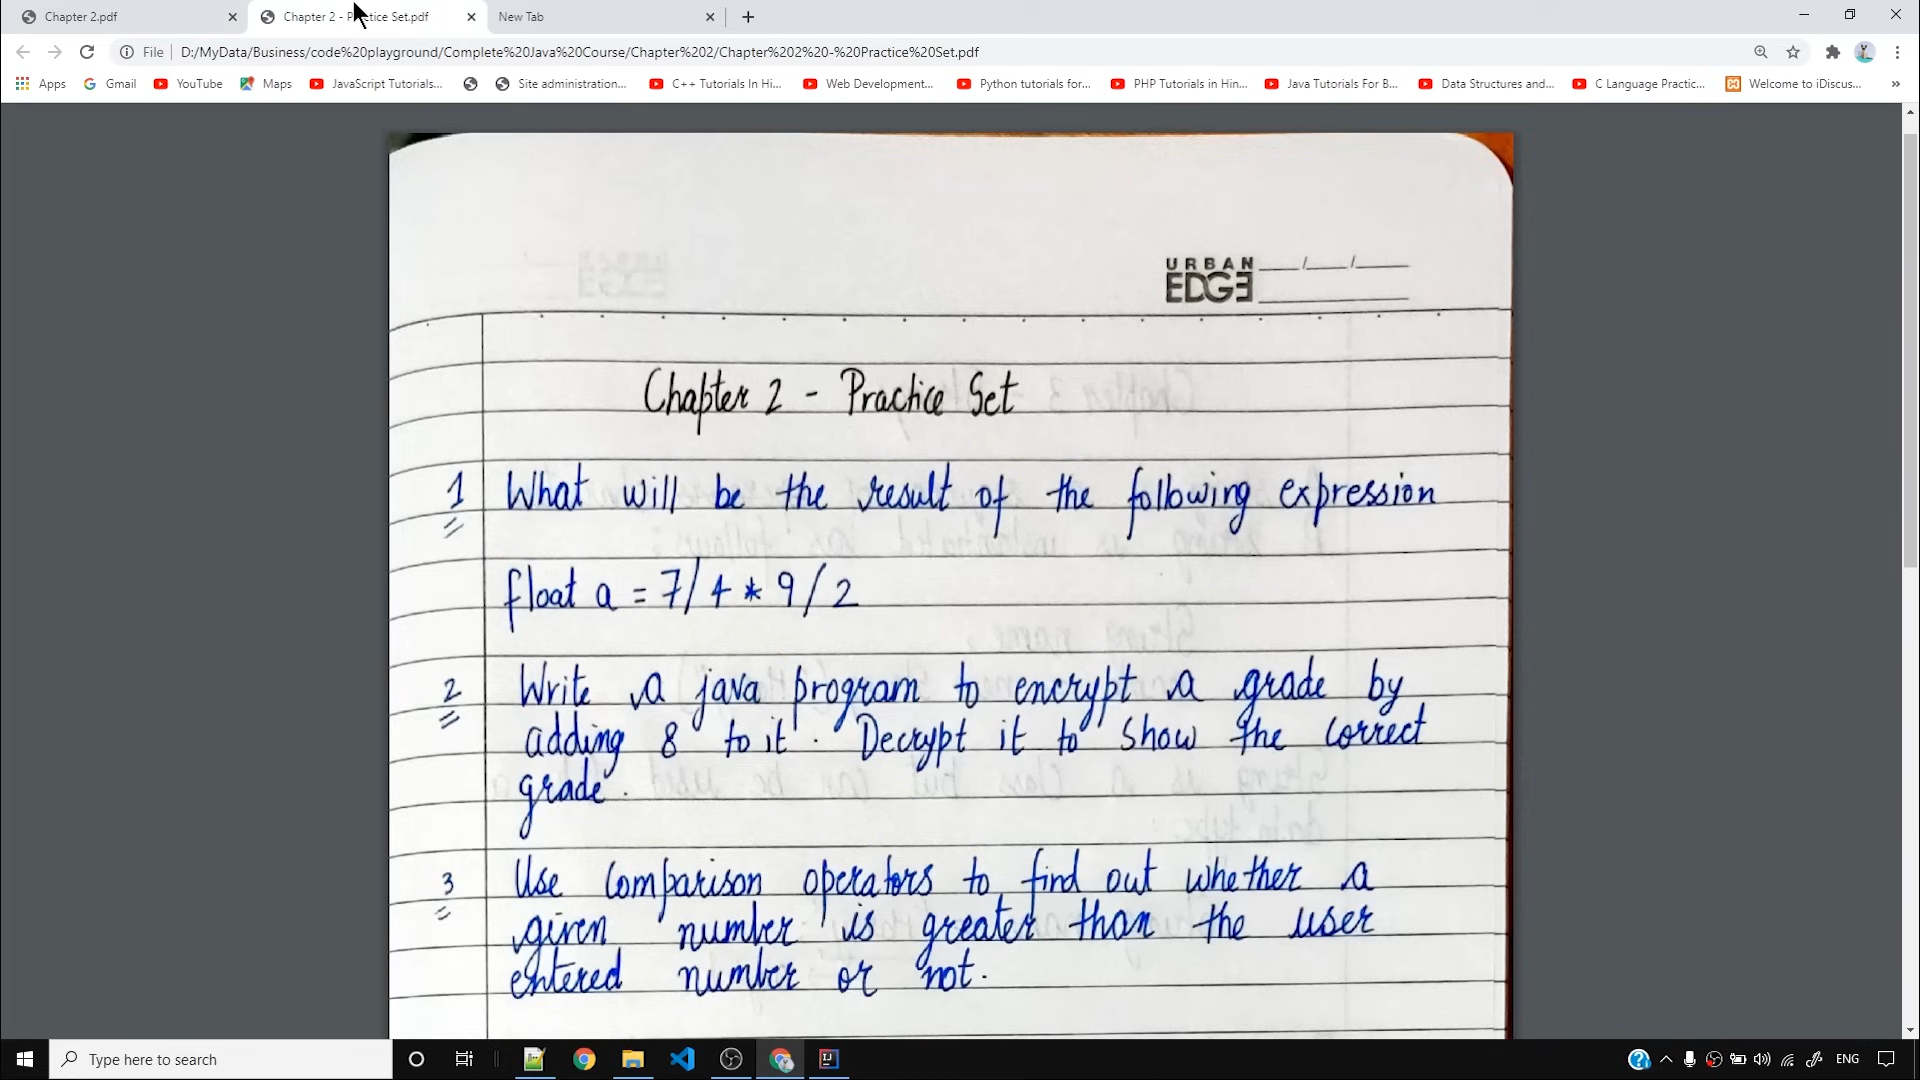 Chapter 2.pdf
Chapter 2 - Practice Set.pdf
New Tab
File
D:/MyData/Business/code%20playground/Complete%20Java%20Course/Chapter%202/Chapter%202%20-%20Practice%20Set.pdf
Apps
Gmail
YouTube
Maps
JavaScript Tutorials...
Site administration...
C++ Tutorials In Hi...
Web Development...
Python tutorials for...
PHP Tutorials in Hin...
Java Tutorials For B...
Data Structures and...
C Language Practic...
Welcome to iDiscus...
URBAN
EDGE
Chapter 2 - Practice Set
1 What will be the result of the following expression
float a = 7/4 * 9/2
2 Write a java program to encrypt a grade by
adding 8 to it. Decrypt it to show the correct
grade.
3 Use comparison operators to find out whether a
given number is greater than the user
entered number or not.
Type here to search
ENG